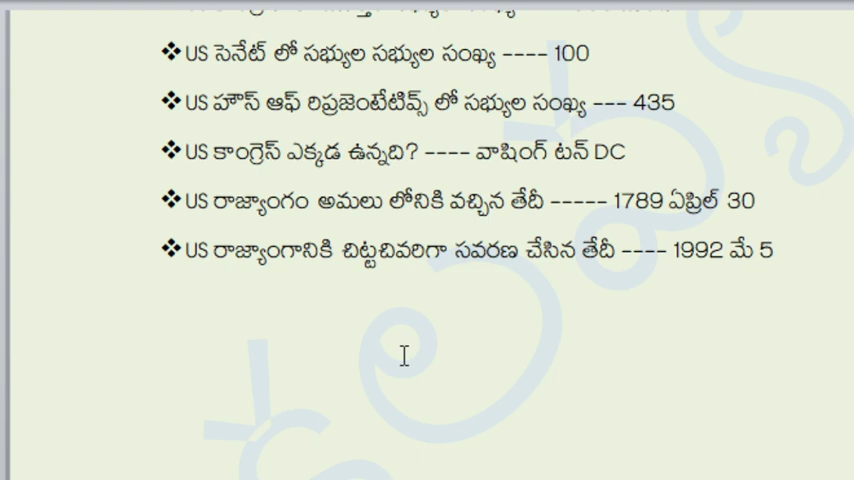 ❖US సెనేట్ లో సభ్యుల సభ్యుల సంఖ్య ---- 100
❖US హౌస్ ఆఫ్ రిప్రజెంటేటివ్స్ లో సభ్యుల సంఖ్య --- 435
❖US కాంగ్రెస్ ఎక్కడ ఉన్నది? ---- వాషింగ్ టన్ DC
❖US రాజ్యాంగం అమలు లోనికి వచ్చిన తేదీ ----- 1789 ఏప్రిల్ 30
❖US రాజ్యాంగానికి చిట్టచివరిగా సవరణ చేసిన తేదీ ---- 1992 మే 5